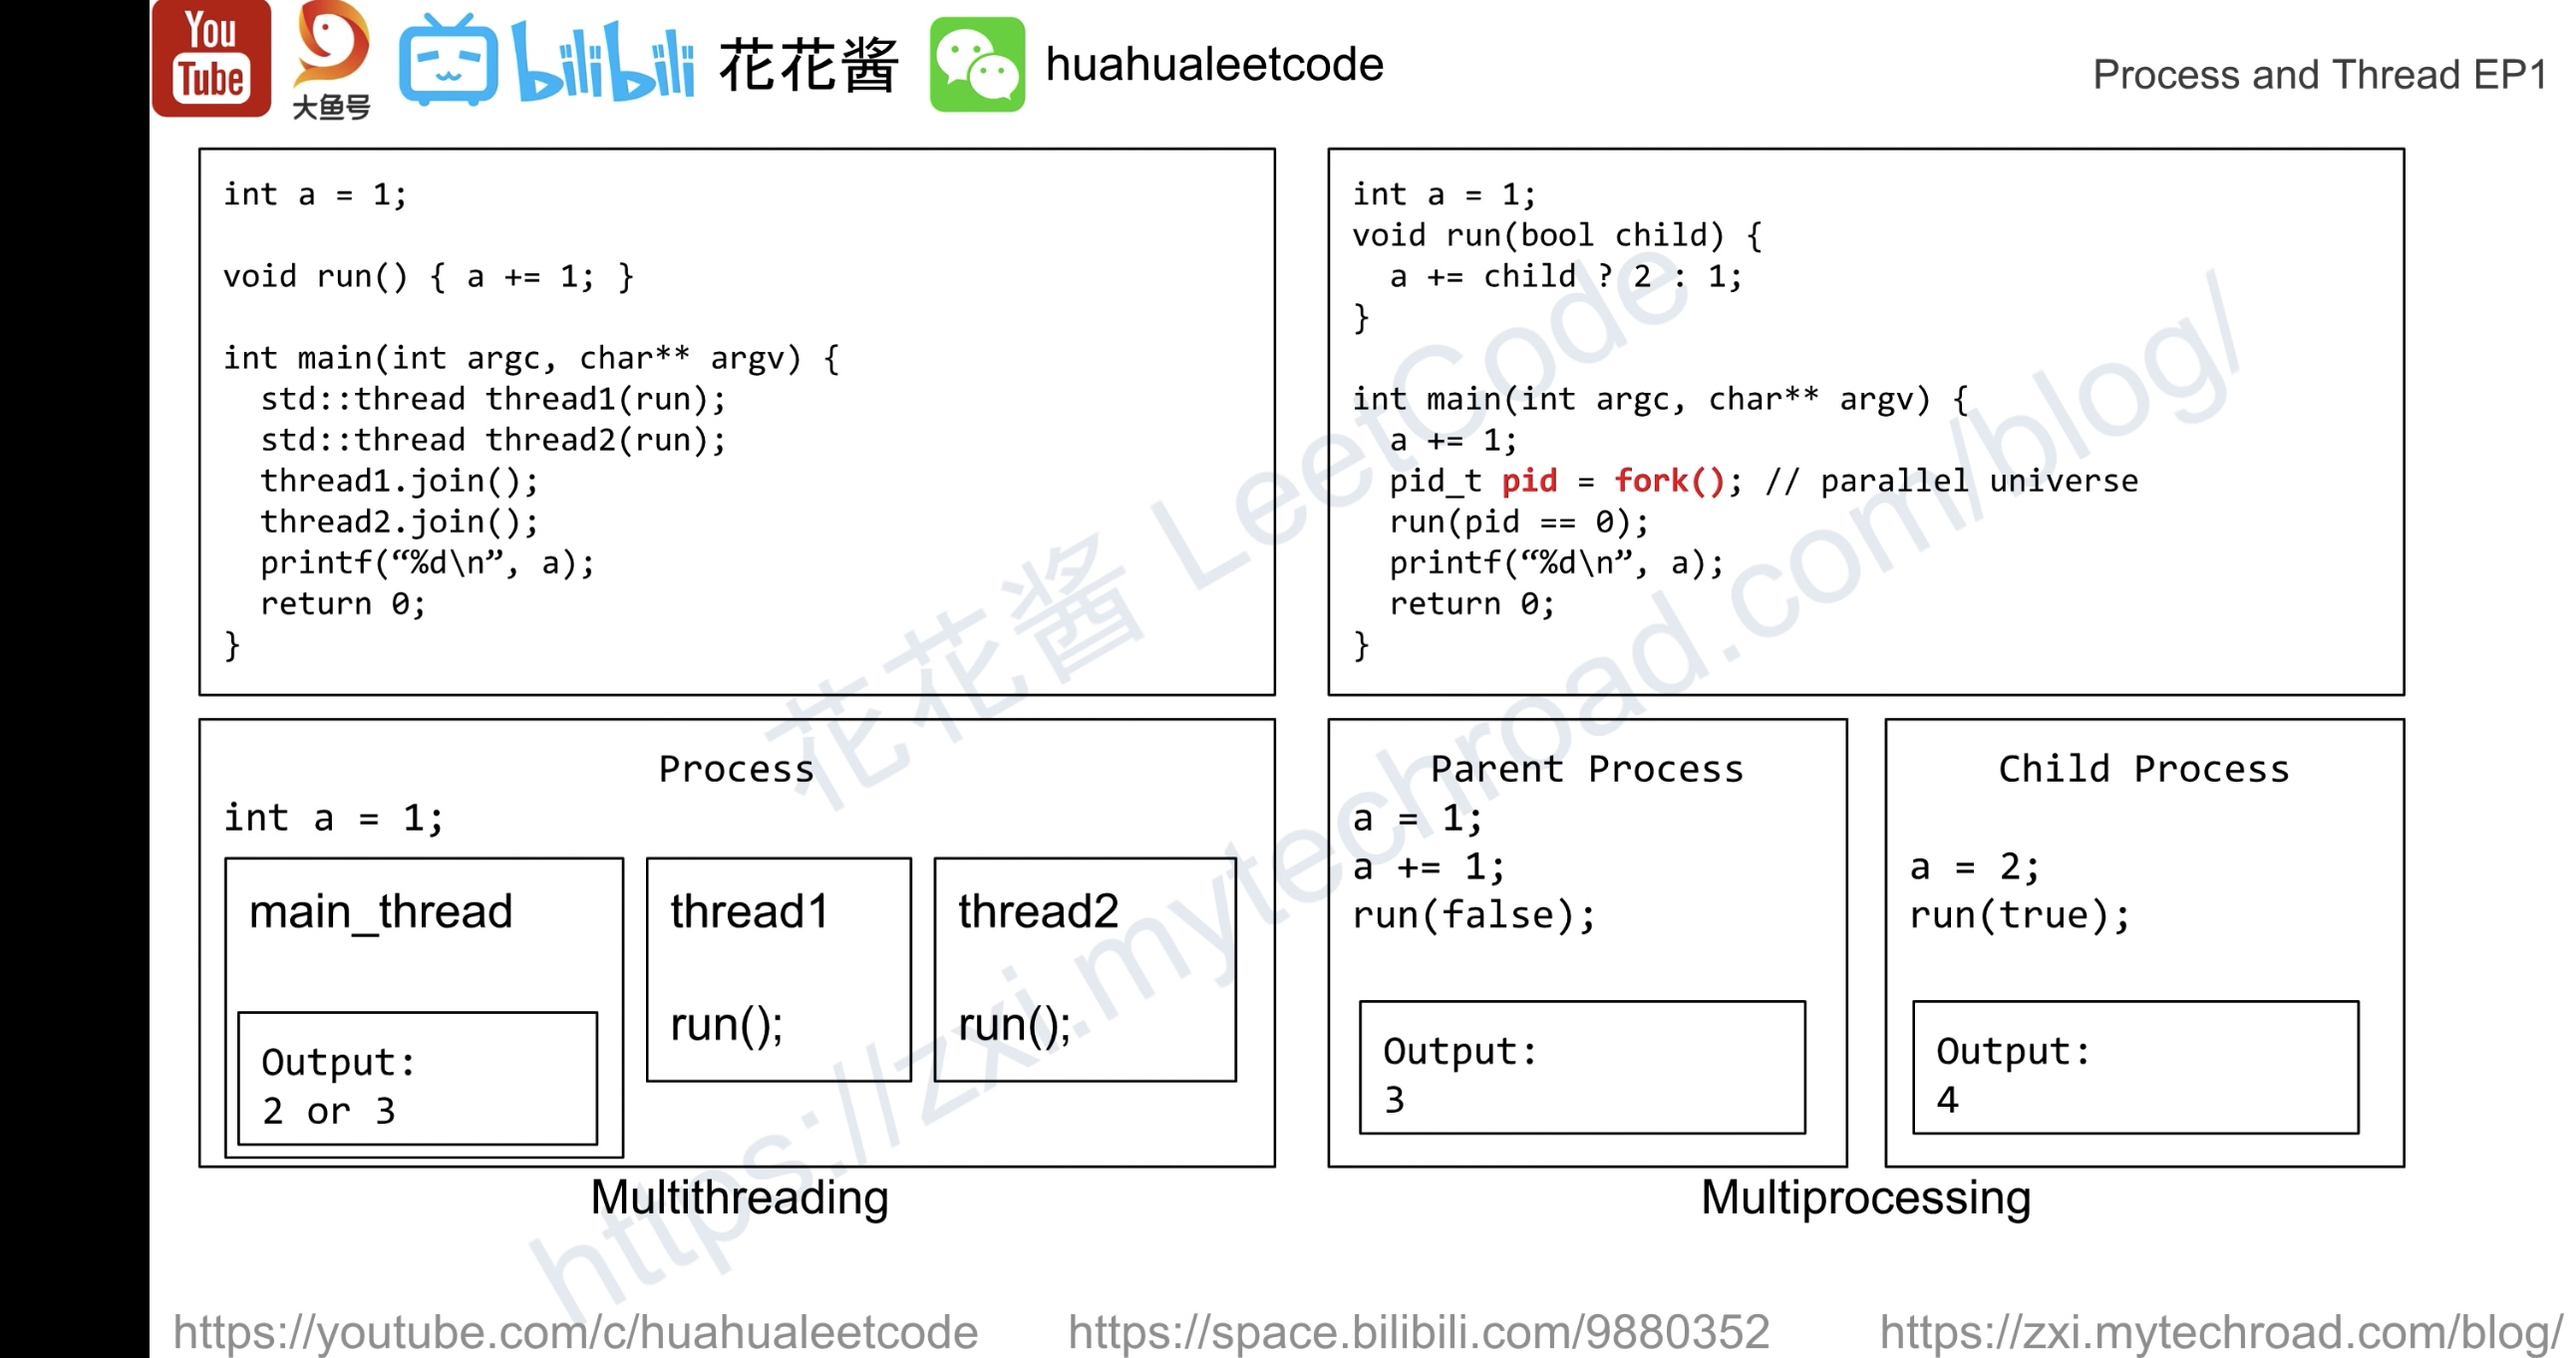 You
Tube
大鱼号
bilibili 花花酱
huahualeetcode
Process and Thread EP1
int a = 1;
void run() { a += 1; }
int main(int argc, char** argv) {
  std::thread thread1(run);
  std::thread thread2(run);
  thread1.join();
  thread2.join();
  printf(“%d\n”, a);
  return 0;
}
int a = 1;
void run(bool child) {
  a += child ? 2 : 1;
}
int main(int argc, char** argv) {
  a += 1;
  pid_t pid = fork(); // parallel universe
  run(pid == 0);
  printf(“%d\n”, a);
  return 0;
}
Process
int a = 1;
main_thread
Output:
2 or 3
thread1
run();
thread2
run();
Multithreading
Parent Process
a = 1;
a += 1;
run(false);
Output:
3
Child Process
a = 2;
run(true);
Output:
4
Multiprocessing
花花酱 LeetCode
https://zxi.mytechroad.com/blog/
https://youtube.com/c/huahualeetcode
https://space.bilibili.com/9880352
https://zxi.mytechroad.com/blog/